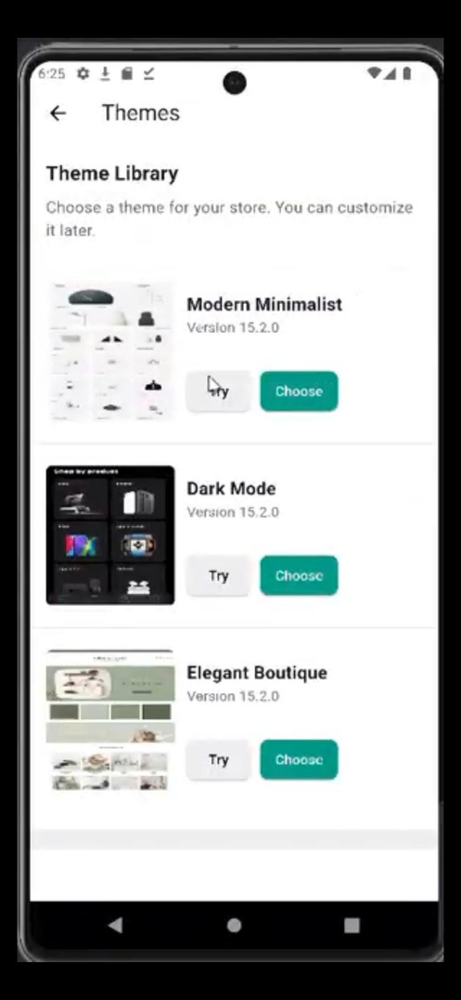 6:25
Themes
Theme Library
Choose a theme for your store. You can customize
it later.
Modern Minimalist
Version 15.2.0
Try
Choose
Shop by product
Dark Mode
Version 15.2.0
Try
Choose
Elegant Boutique
Version 15.2.0
Try
Choose